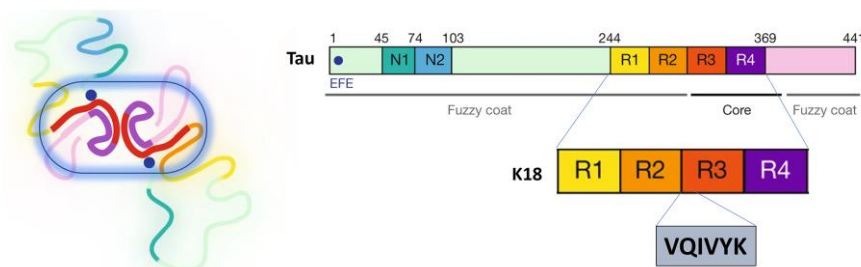 1 45 74 103 244 369 441
Tau N1 N2 R1 R2 R3 R4
EFE
Fuzzy coat Core Fuzzy coat
K18 R1 R2 R3 R4
VQIVYK